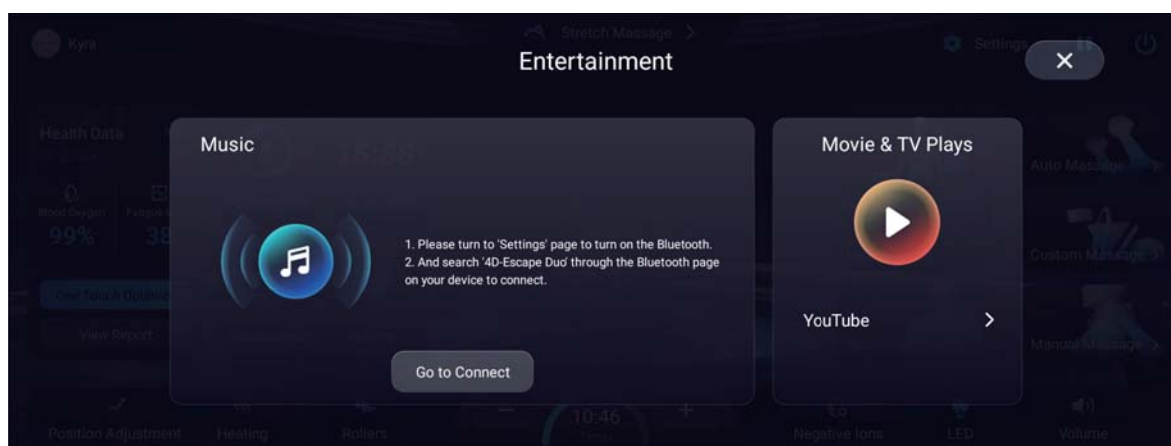 Kyra
Stretch Massage >
Settings
Entertainment
Health Data
Music
Movie & TV Plays
Auto Massage >
Blood Oxygen
99%
38
1. Please turn to 'Settings' page to turn on the Bluetooth.
2. And search '4D-Escape Duo' through the Bluetooth page
on your device to connect.
Custom Massage >
YouTube >
View Report
Manual Massage >
Go to Connect
Position Adjustment
Heating
Rollers
10:46
Negative Ions
LED
Volume